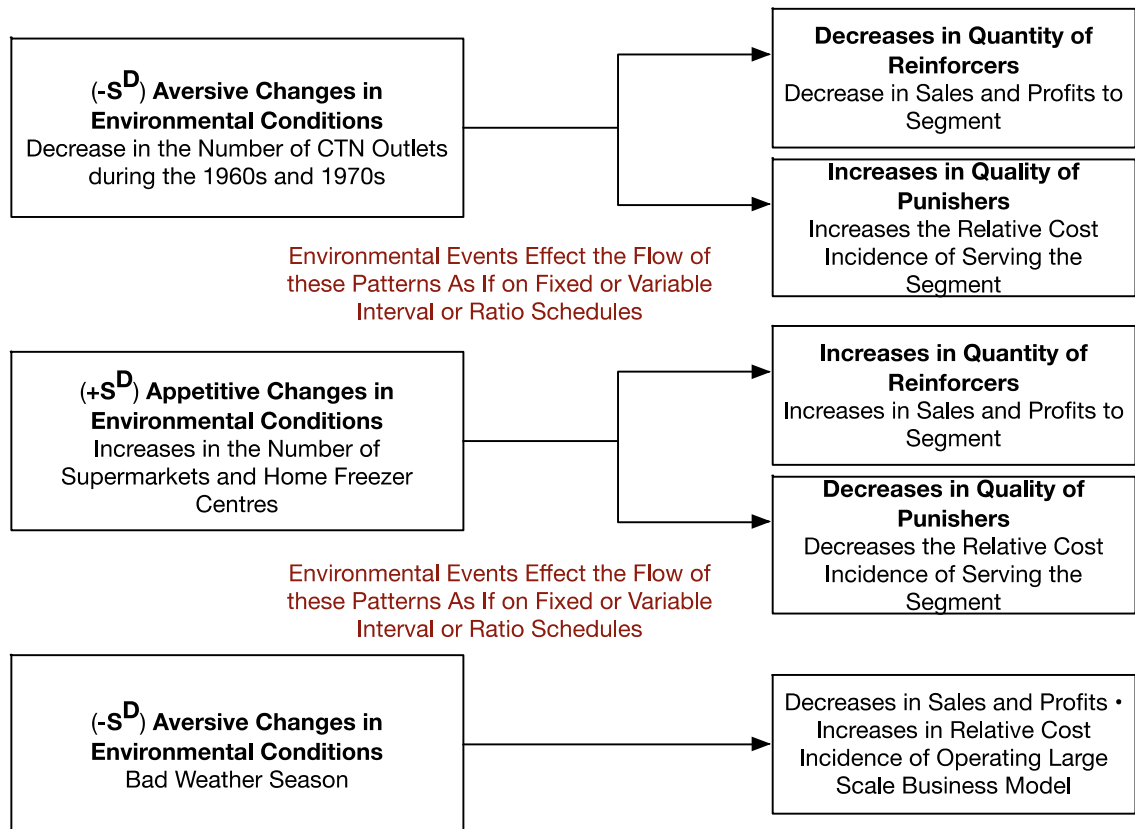 (-S^D) Aversive Changes in
Environmental Conditions
Decrease in the Number of CTN Outlets
during the 1960s and 1970s
Decreases in Quantity of
Reinforcers
Decrease in Sales and Profits to
Segment
Increases in Quality of
Punishers
Increases the Relative Cost
Incidence of Serving the
Segment
Environmental Events Effect the Flow of
these Patterns As If on Fixed or Variable
Interval or Ratio Schedules
(+S^D) Appetitive Changes in
Environmental Conditions
Increases in the Number of
Supermarkets and Home Freezer
Centres
Increases in Quantity of
Reinforcers
Increases in Sales and Profits to
Segment
Decreases in Quality of
Punishers
Decreases the Relative Cost
Incidence of Serving the
Segment
Environmental Events Effect the Flow of
these Patterns As If on Fixed or Variable
Interval or Ratio Schedules
(-S^D) Aversive Changes in
Environmental Conditions
Bad Weather Season
Decreases in Sales and Profits •
Increases in Relative Cost
Incidence of Operating Large
Scale Business Model